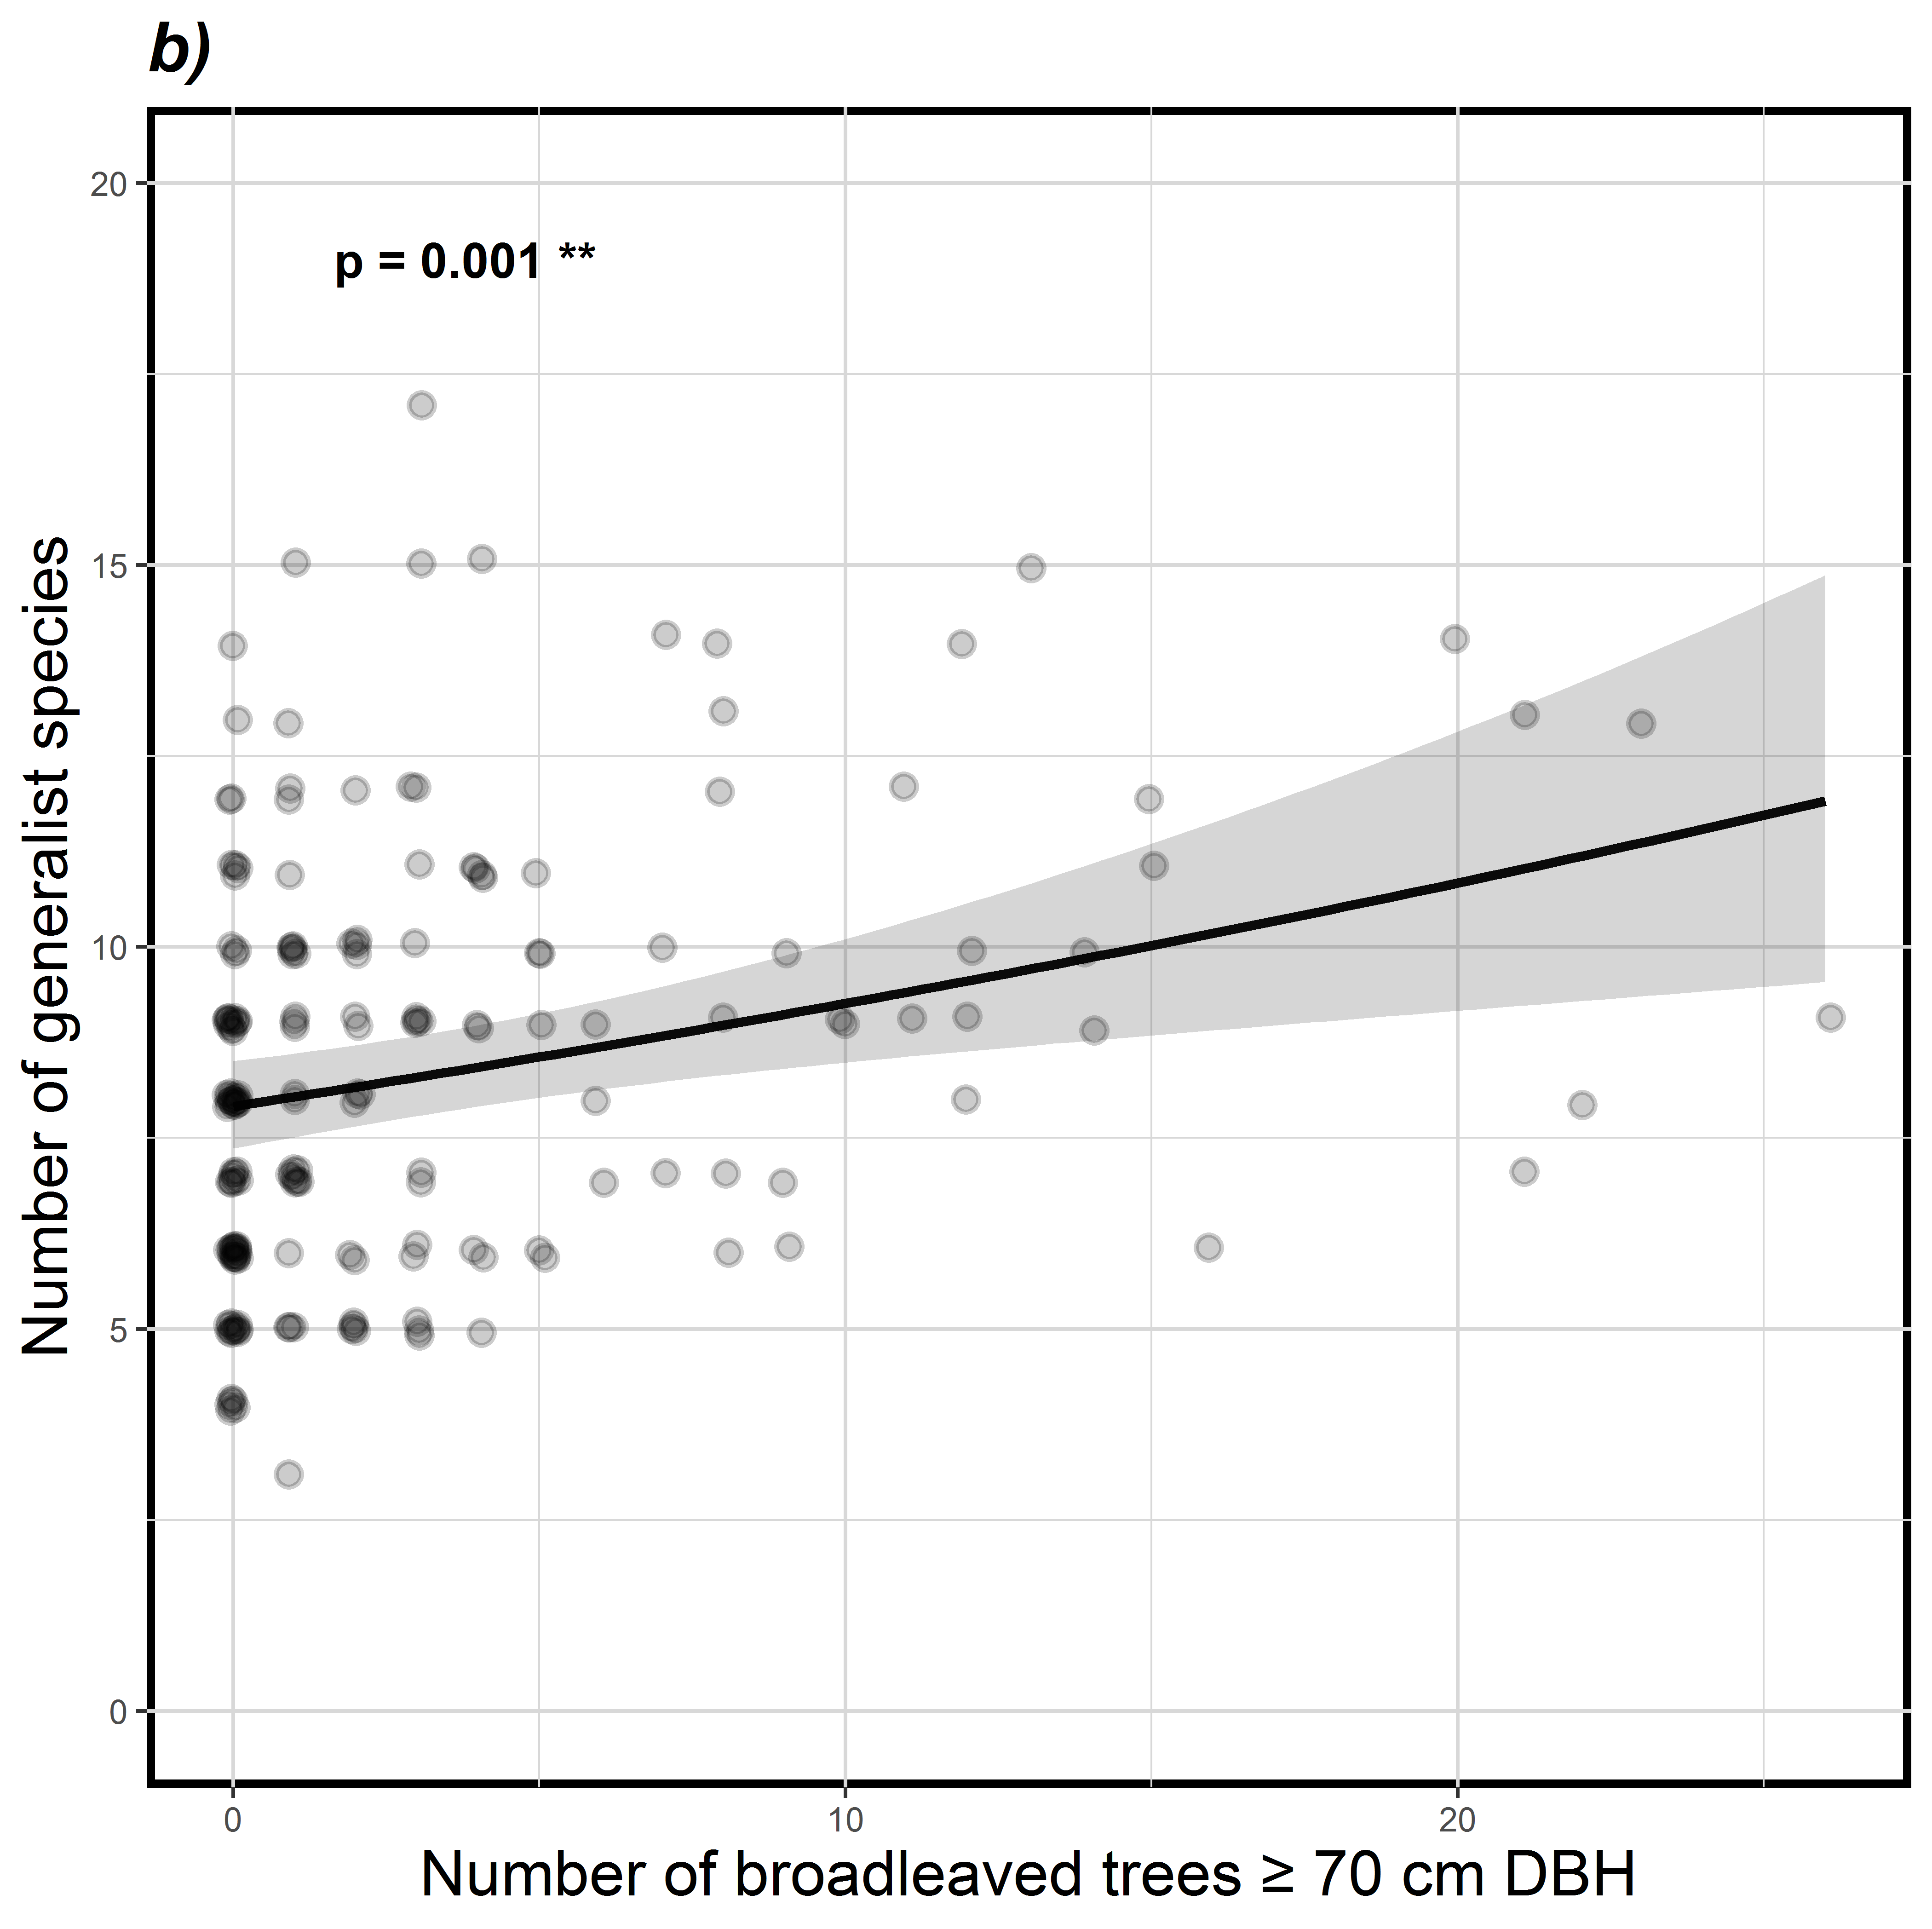 b)
20
p = 0.001 **
15
10
5
0
0 10 20
Number of generalist species
Number of broadleaved trees ≥ 70 cm DBH